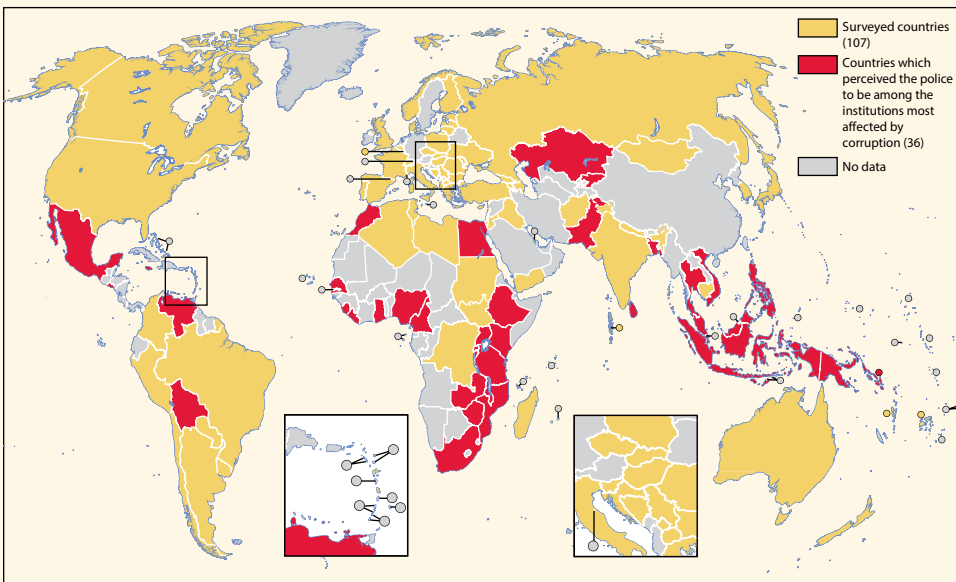 Surveyed countries
(107)
Countries which
perceived the police
to be among the
institutions most
affected by
corruption (36)
No data